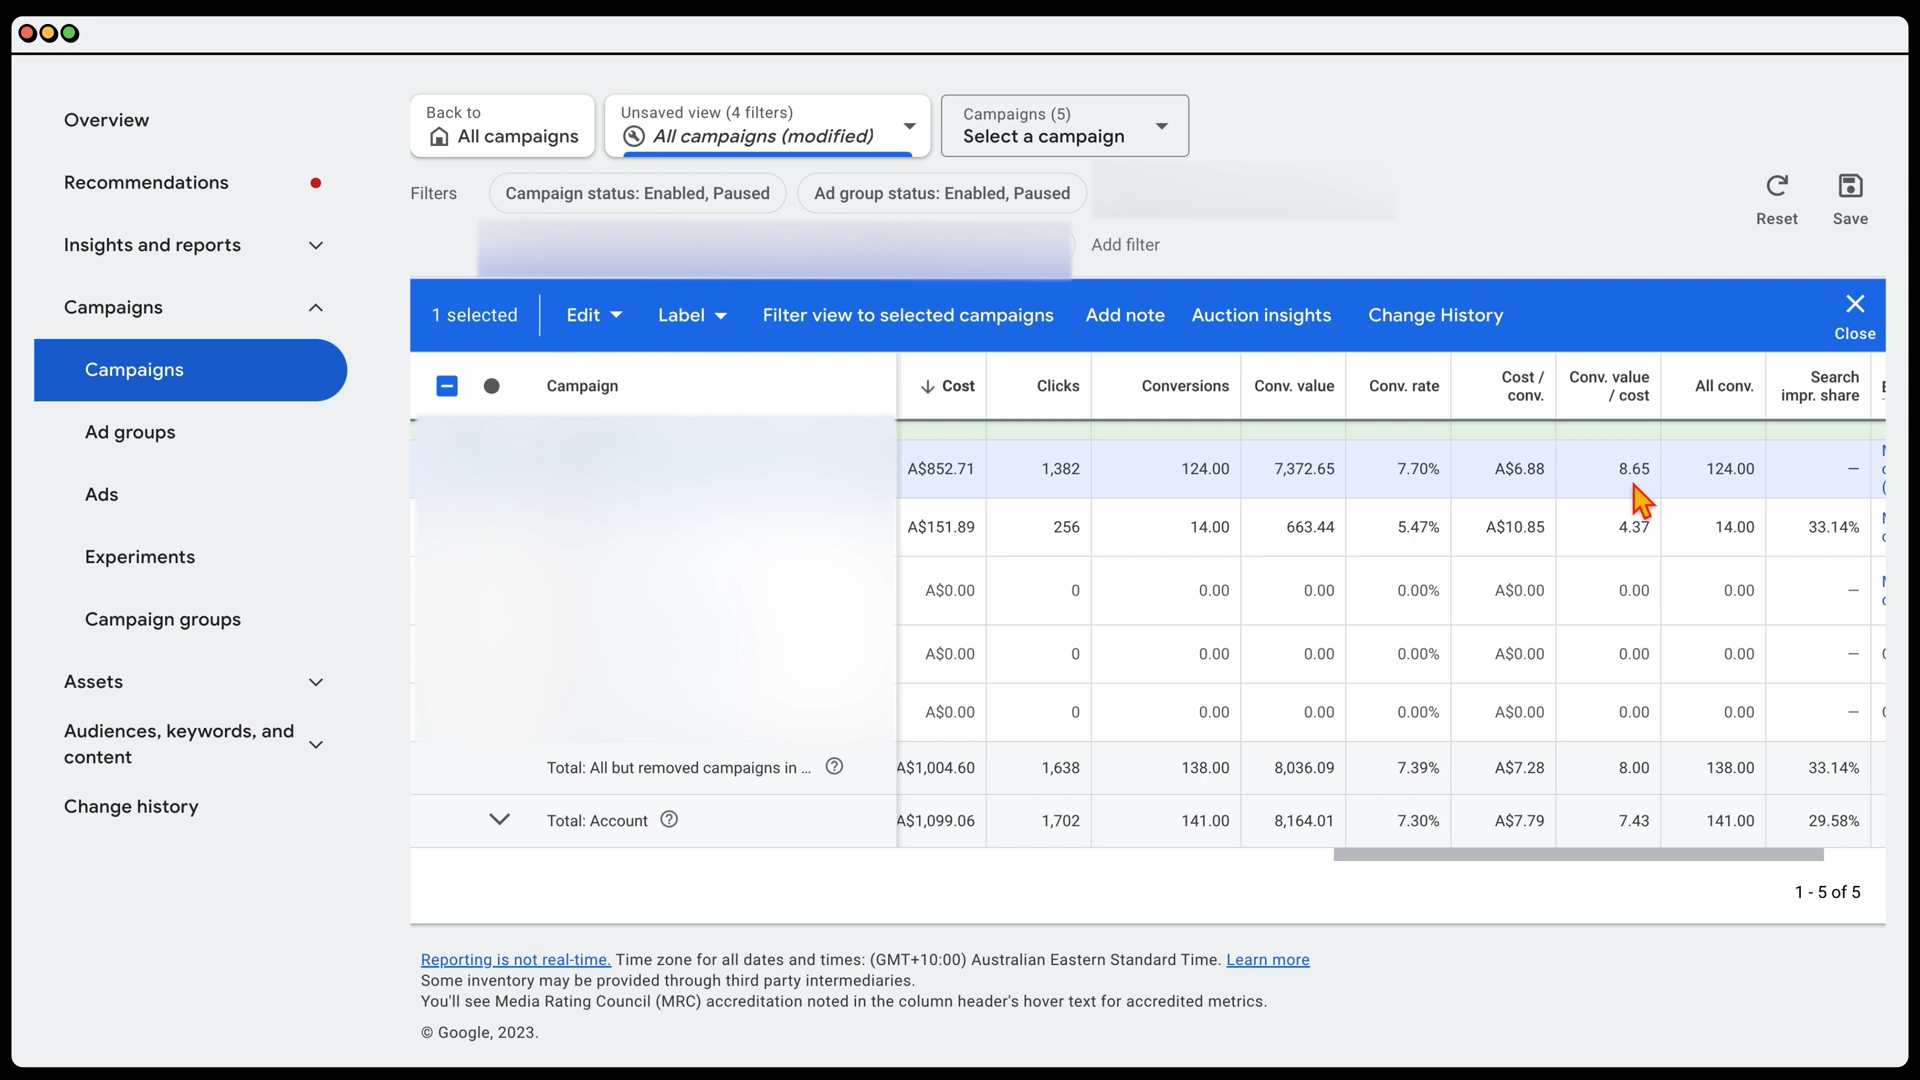 Overview
Recommendations
Insights and reports
Campaigns
Campaigns
Ad groups
Ads
Experiments
Campaign groups
Assets
Audiences, keywords, and
content
Change history
Back to
All campaigns
Unsaved view (4 filters)
All campaigns (modified)
Campaigns (5)
Select a campaign
Filters
Campaign status: Enabled, Paused
Ad group status: Enabled, Paused
Add filter
Reset
Save
1 selected
Edit
Label
Filter view to selected campaigns
Add note
Auction insights
Change History
Close
Campaign
Cost
Clicks
Conversions
Conv. value
Conv. rate
Cost /
conv.
Conv. value
/ cost
All conv.
Search
impr. share
A$852.71 1,382 124.00 7,372.65 7.70% A$6.88 8.65 124.00 —
A$151.89 256 14.00 663.44 5.47% A$10.85 4.37 14.00 33.14%
A$0.00 0 0.00 0.00 0.00% A$0.00 0.00 0.00 —
A$0.00 0 0.00 0.00 0.00% A$0.00 0.00 0.00 —
A$0.00 0 0.00 0.00 0.00% A$0.00 0.00 0.00 —
Total: All but removed campaigns in ... A$1,004.60 1,638 138.00 8,036.09 7.39% A$7.28 8.00 138.00 33.14%
Total: Account A$1,099.06 1,702 141.00 8,164.01 7.30% A$7.79 7.43 141.00 29.58%
1 - 5 of 5
Reporting is not real-time. Time zone for all dates and times: (GMT+10:00) Australian Eastern Standard Time. Learn more
Some inventory may be provided through third party intermediaries.
You'll see Media Rating Council (MRC) accreditation noted in the column header's hover text for accredited metrics.
© Google, 2023.